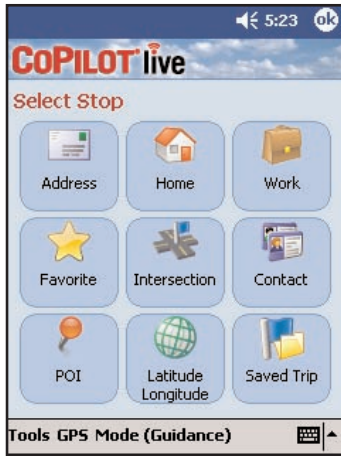 5:23 ok
CoPilot live
Select Stop
Address Home Work
Favorite Intersection Contact
POI Latitude Longitude Saved Trip
Tools GPS Mode (Guidance)